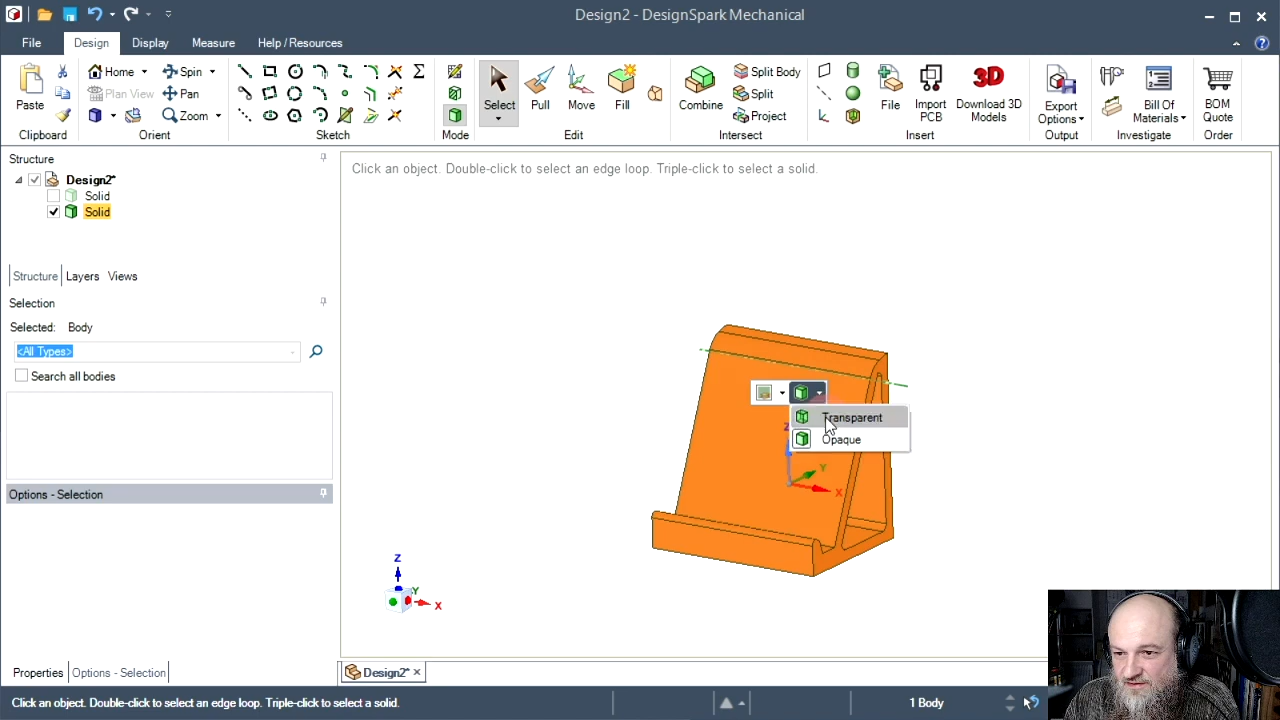 Design2 - DesignSpark Mechanical
File Design Display Measure Help / Resources
Paste
Clipboard
Home Spin
Plan View Pan
Zoom
Orient
Sketch
Mode
Select Pull Move Fill
Edit
Combine
Split Body
Split
Project
Intersect
File Import PCB Download 3D Models
3D
Insert
Export Options
Output
Bill Of Materials
Investigate
BOM Quote
Order
Structure
Design2*
Solid
Solid
Structure Layers Views
Selection
Selected: Body
<All Types>
Search all bodies
Options - Selection
Properties Options - Selection
Click an object. Double-click to select an edge loop. Triple-click to select a solid.
Transparent
Opaque
Z
Y
X
Z
Y
X
Design2*
Click an object. Double-click to select an edge loop. Triple-click to select a solid.
1 Body